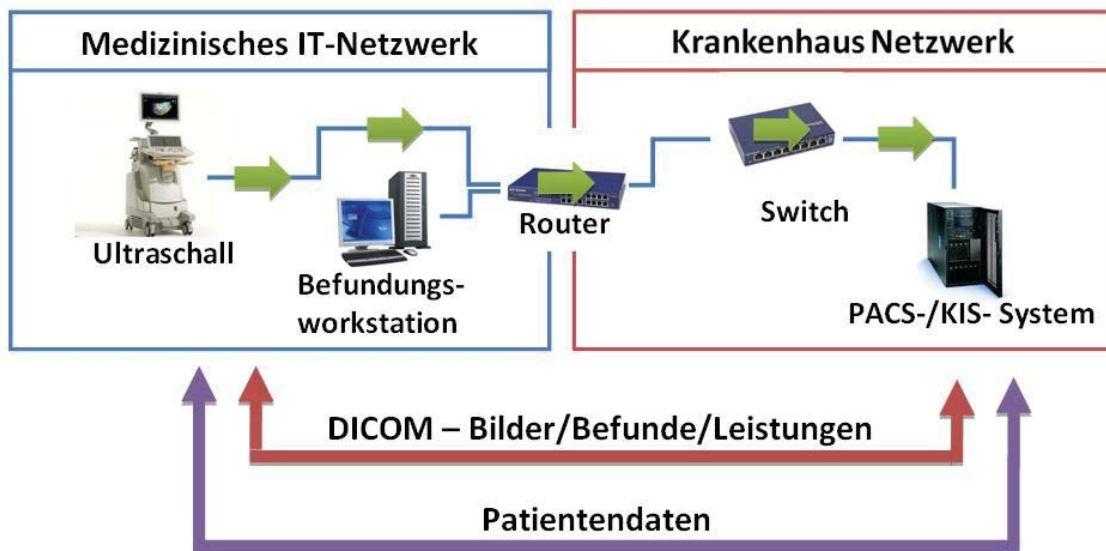 Medizinisches IT-Netzwerk
Krankenhaus Netzwerk
Ultraschall
Befundungs-
workstation
Router
Switch
PACS-/KIS- System
DICOM – Bilder/Befunde/Leistungen
Patientendaten